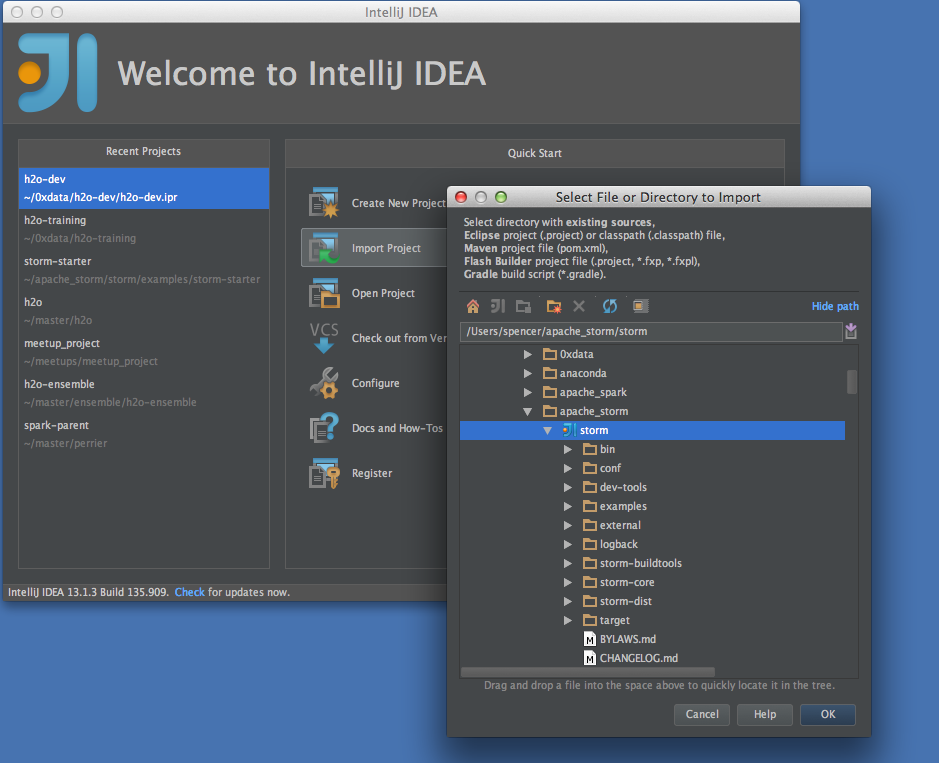 IntelliJ IDEA
Welcome to IntelliJ IDEA
Recent Projects
h2o-dev
~/0xdata/h2o-dev/h2o-dev.ipr
h2o-training
~/0xdata/h2o-training
storm-starter
~/apache_storm/storm/examples/storm-starter
h2o
~/master/h2o
meetup_project
~/meetups/meetup_project
h2o-ensemble
~/master/ensemble/h2o-ensemble
spark-parent
~/master/perrier
Quick Start
Create New Project
Import Project
Open Project
VCS
Check out from Ver
Configure
Docs and How-Tos
Register
IntelliJ IDEA 13.1.3 Build 135.909. Check for updates now.
Select File or Directory to Import
Select directory with existing sources,
Eclipse project (.project) or classpath (.classpath) file,
Maven project file (pom.xml),
Flash Builder project file (.project, *.fxp, *.fxpl),
Gradle build script (*.gradle).
Hide path
/Users/spencer/apache_storm/storm
0xdata
anaconda
apache_spark
apache_storm
storm
bin
conf
dev-tools
examples
external
logback
storm-buildtools
storm-core
storm-dist
target
M BYLAWS.md
M CHANGELOG.md
Drag and drop a file into the space above to quickly locate it in the tree.
Cancel
Help
OK